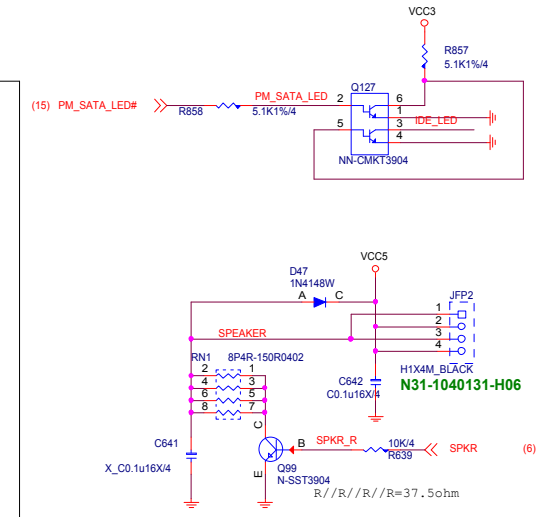 VCC3
R857
5.1K1%/4
Q127
(15) PM_SATA_LED# R858 5.1K1%/4 PM_SATA_LED 2 6
1
5 IDE_LED 3
4
NN-CMKT3904
VCC5
D47
1N4148W
A C
JFP2
1
2
SPEAKER 3
4
RN1 8P4R-150R0402
2 1
4 3
6 5
8 7
H1X4M_BLACK
N31-1040131-H06
C642
C0.1u16X/4
C641
X_C0.1u16X/4
C
B SPKR_R 10K/4 SPKR (6)
R639
E
Q99
N-SST3904
R//R//R//R=37.5ohm